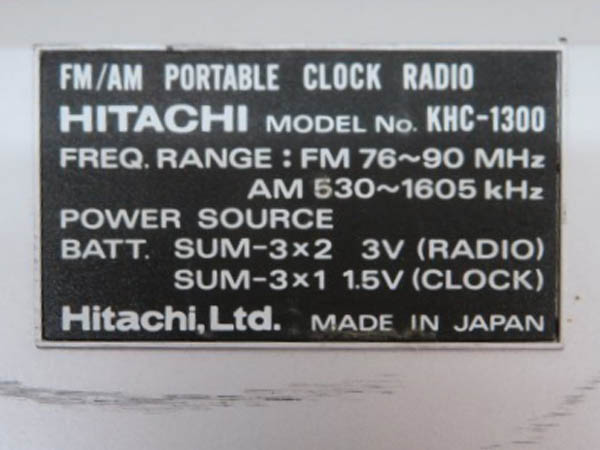 FM/AM PORTABLE CLOCK RADIO
HITACHI MODEL No. KHC-1300
FREQ. RANGE : FM 76~90 MHz
AM 530~1605 kHz
POWER SOURCE
BATT. SUM-3×2 3V (RADIO)
SUM-3×1 1.5V (CLOCK)
Hitachi, Ltd. MADE IN JAPAN